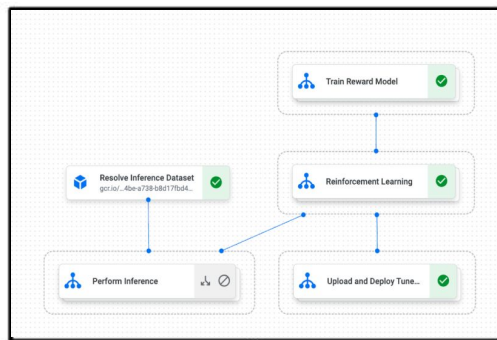 Train Reward Model
Resolve Inference Dataset
gcr.io/...4be-a738-b8d17fbd4...
Reinforcement Learning
Perform Inference
Upload and Deploy Tune...